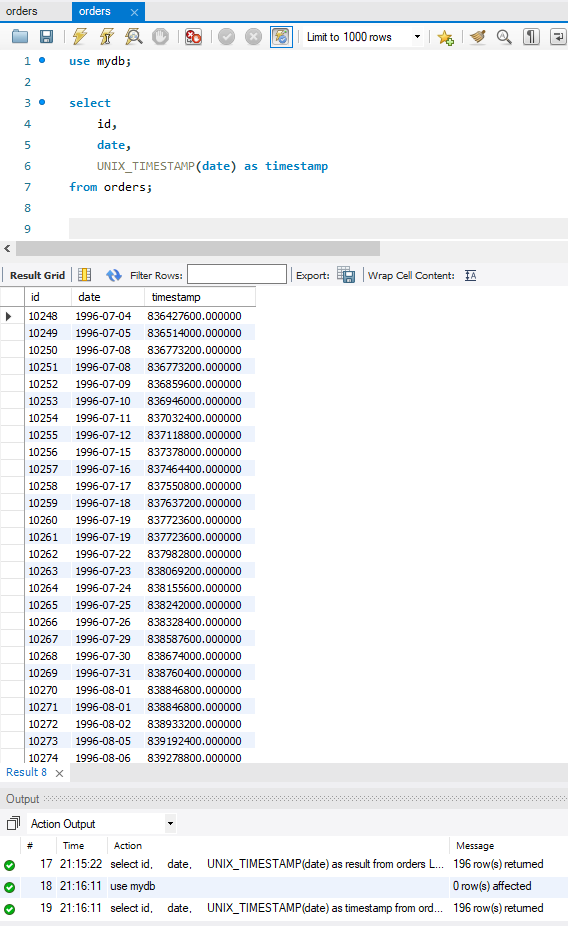 orders
orders
Limit to 1000 rows
1 use mydb;
2
3 select
4 id,
5 date,
6 UNIX_TIMESTAMP(date) as timestamp
7 from orders;
8
9
Result Grid Filter Rows: Export: Wrap Cell Content:
id date timestamp
10248 1996-07-04 836427600.000000
10249 1996-07-05 836514000.000000
10250 1996-07-08 836773200.000000
10251 1996-07-08 836773200.000000
10252 1996-07-09 836859600.000000
10253 1996-07-10 836946000.000000
10254 1996-07-11 837032400.000000
10255 1996-07-12 837118800.000000
10256 1996-07-15 837378000.000000
10257 1996-07-16 837464400.000000
10258 1996-07-17 837550800.000000
10259 1996-07-18 837637200.000000
10260 1996-07-19 837723600.000000
10261 1996-07-19 837723600.000000
10262 1996-07-22 837982800.000000
10263 1996-07-23 838069200.000000
10264 1996-07-24 838155600.000000
10265 1996-07-25 838242000.000000
10266 1996-07-26 838328400.000000
10267 1996-07-29 838587600.000000
10268 1996-07-30 838674000.000000
10269 1996-07-31 838760400.000000
10270 1996-08-01 838846800.000000
10271 1996-08-01 838846800.000000
10272 1996-08-02 838933200.000000
10273 1996-08-05 839192400.000000
10274 1996-08-06 839278800.000000
Result 8
Output
Action Output
# Time Action Message
17 21:15:22 select id, date, UNIX_TIMESTAMP(date) as result from orders L... 196 row(s) returned
18 21:16:11 use mydb 0 row(s) affected
19 21:16:11 select id, date, UNIX_TIMESTAMP(date) as timestamp from ord... 196 row(s) returned